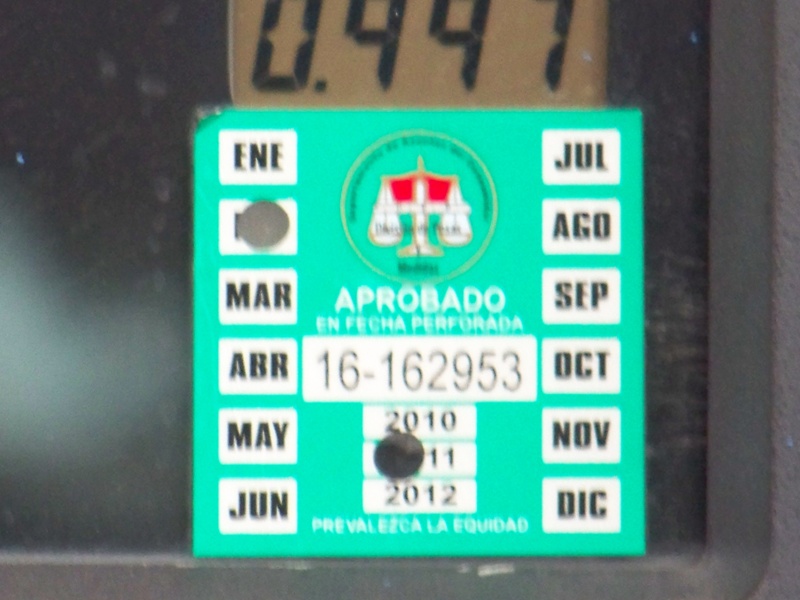 0.997
ENE
JUL
AGO
MAR
APROBADO
SEP
EN FECHA PERFORADA
ABR
16-162953
OCT
2010
MAY
11
NOV
2012
JUN
DIC
PREVALEZCA LA EQUIDAD